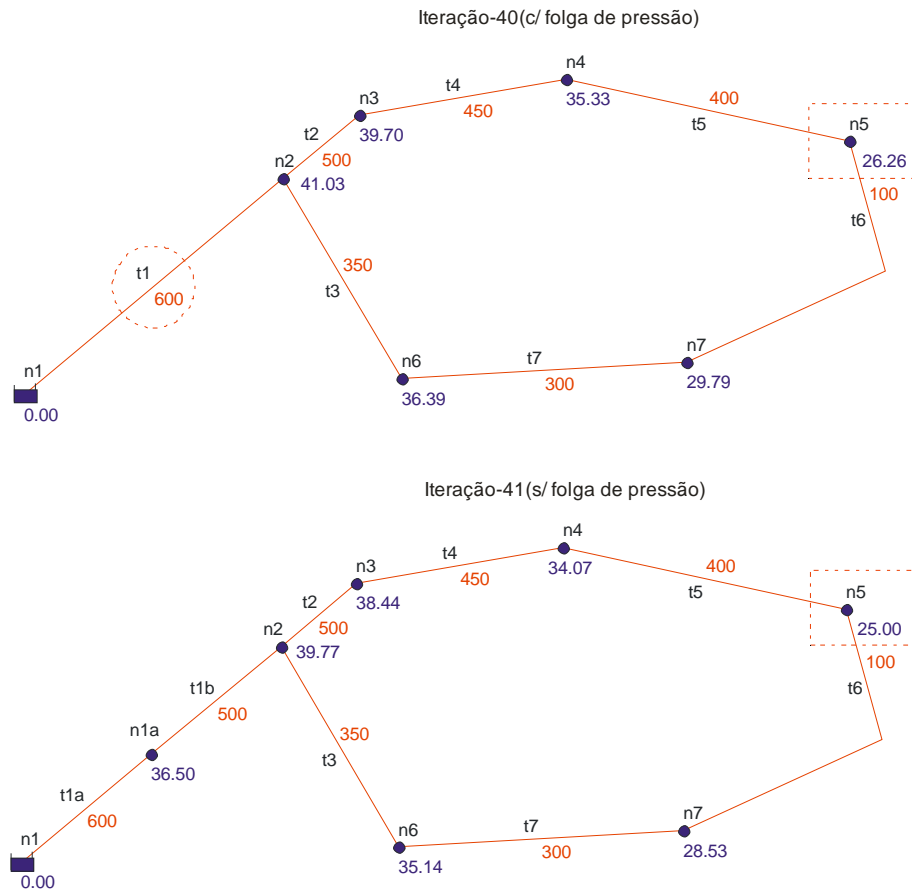 Iteração-40(c/ folga de pressão)
n4
t4
400
n3
35.33
450
t5
n5
t2
39.70
500
n2
26.26
41.03
100
t6
350
t1
t3
600
n7
n6
t7
n1
29.79
300
36.39
0.00
Iteração-41(s/ folga de pressão)
n4
t4
400
n3
34.07
450
t5
n5
t2
38.44
500
n2
25.00
39.77
100
t1b
t6
500
350
n1a
t3
36.50
t1a
n7
600
n6
t7
n1
28.53
300
35.14
0.00